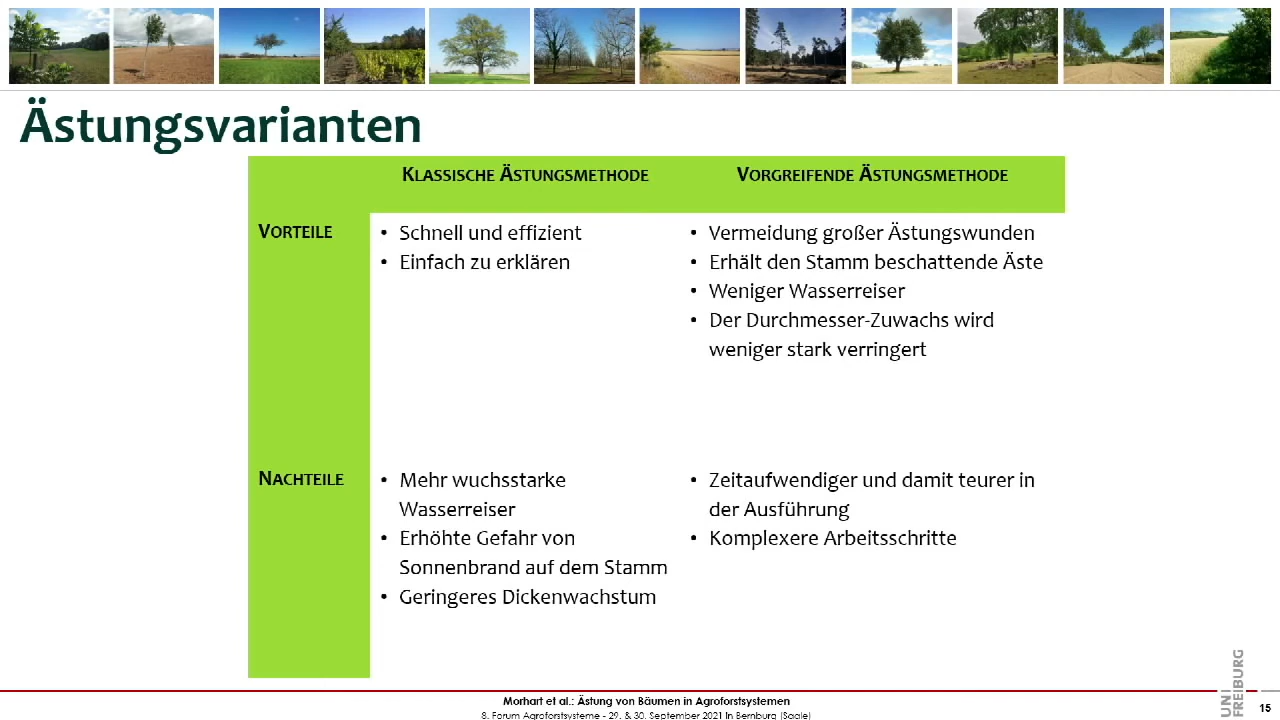 Ästungsvarianten
KLASSISCHE ÄSTUNGSMETHODE
VORGREIFENDE ÄSTUNGSMETHODE
VORTEILE
• Schnell und effizient
• Einfach zu erklären
• Vermeidung großer Ästungswunden
• Erhält den Stamm beschattende Äste
• Weniger Wasserreiser
• Der Durchmesser-Zuwachs wird
weniger stark verringert
NACHTEILE
• Mehr wuchsstarke
Wasserreiser
• Erhöhte Gefahr von
Sonnenbrand auf dem Stamm
• Geringeres Dickenwachstum
• Zeitaufwendiger und damit teurer in
der Ausführung
• Komplexere Arbeitsschritte
Morhart et al.: Ästung von Bäumen in Agroforstsystemen
8. Forum Agroforstsysteme - 29. & 30. September 2021 in Bernburg (Saale)
UNI
FREIBURG
15